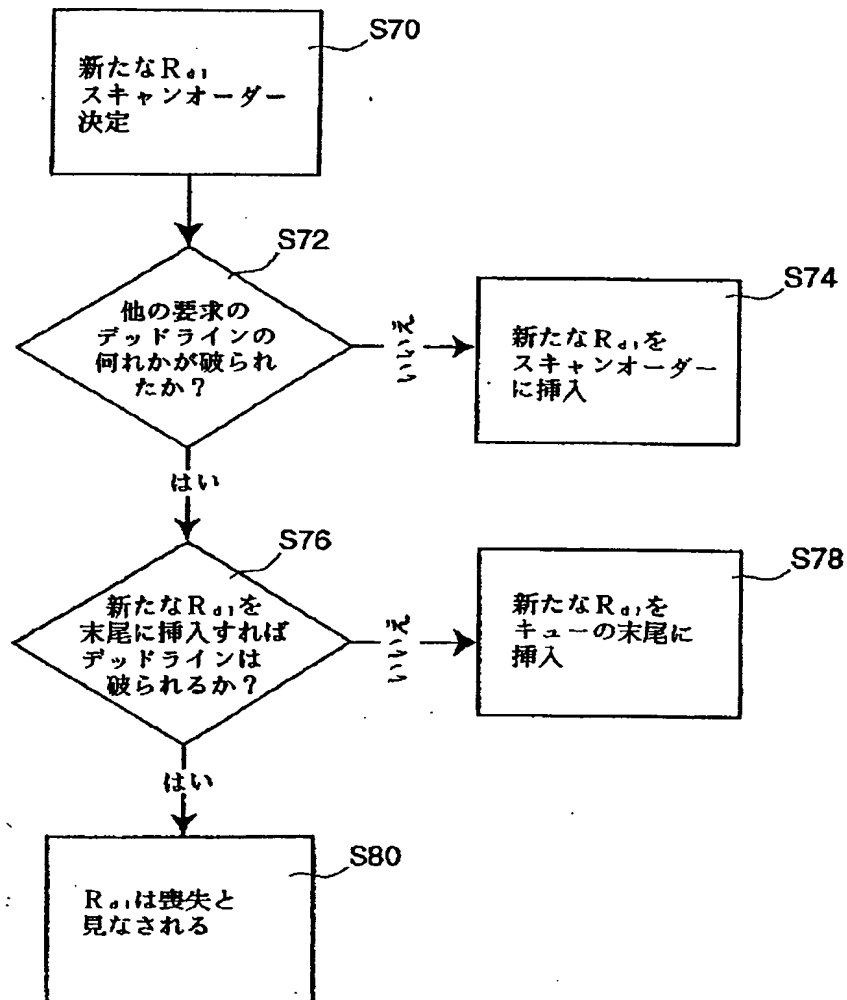 S70
新たなRdl
スキャンオーダー
決定
S72
他の要求の
デッドラインの
何れかが破られ
たか？
いいえ
S74
新たなRdlを
スキャンオーダー
に挿入
はい
S76
新たなRdlを
末尾に挿入すれば
デッドラインは
破られるか？
いいえ
S78
新たなRdlを
キューの末尾に
挿入
はい
S80
Rdlは喪失と
見なされる